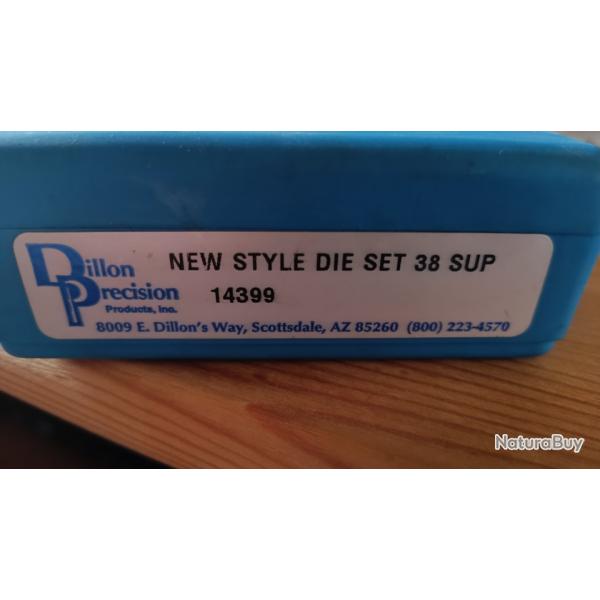 Dillon
Precision
Products, Inc.
NEW STYLE DIE SET 38 SUP
14399
8009 E. Dillon's Way, Scottsdale, AZ 85260 (800) 223-4570
NaturaBuy